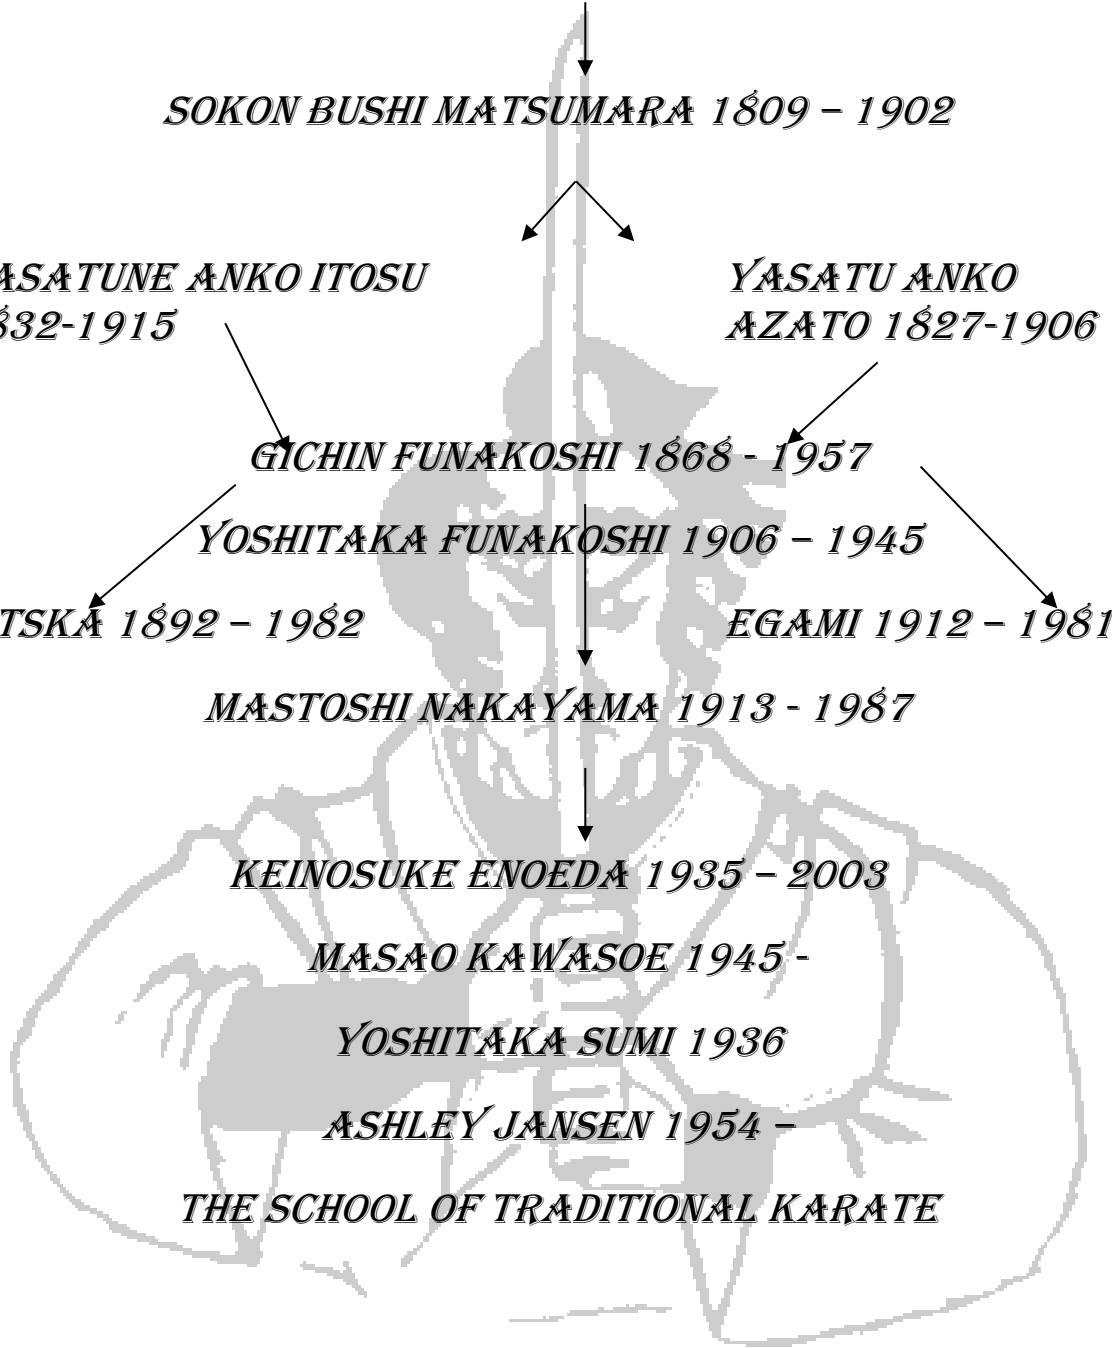 SOKON BUSHI MATSUMARA 1809 – 1902
ASATUNE ANKO ITOSU
832-1915
YASATU ANKO
AZATO 1827-1906
GICHIN FUNAKOSHI 1868 - 1957
YOSHITAKA FUNAKOSHI 1906 – 1945
TSKA 1892 – 1982
EGAMI 1912 – 1981
MASTOSHI NAKAYAMA 1913 - 1987
KEINOSUKE ENOEDA 1935 – 2003
MASAO KAWASOE 1945 -
YOSHITAKA SUMI 1936
ASHLEY JANSEN 1954 –
THE SCHOOL OF TRADITIONAL KARATE